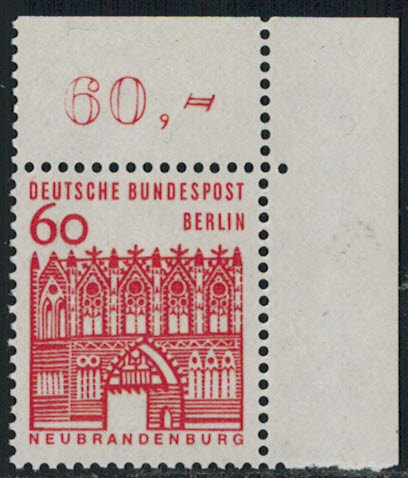 60,=
DEUTSCHE BUNDESPOST
60
BERLIN
NEUBRANDENBURG